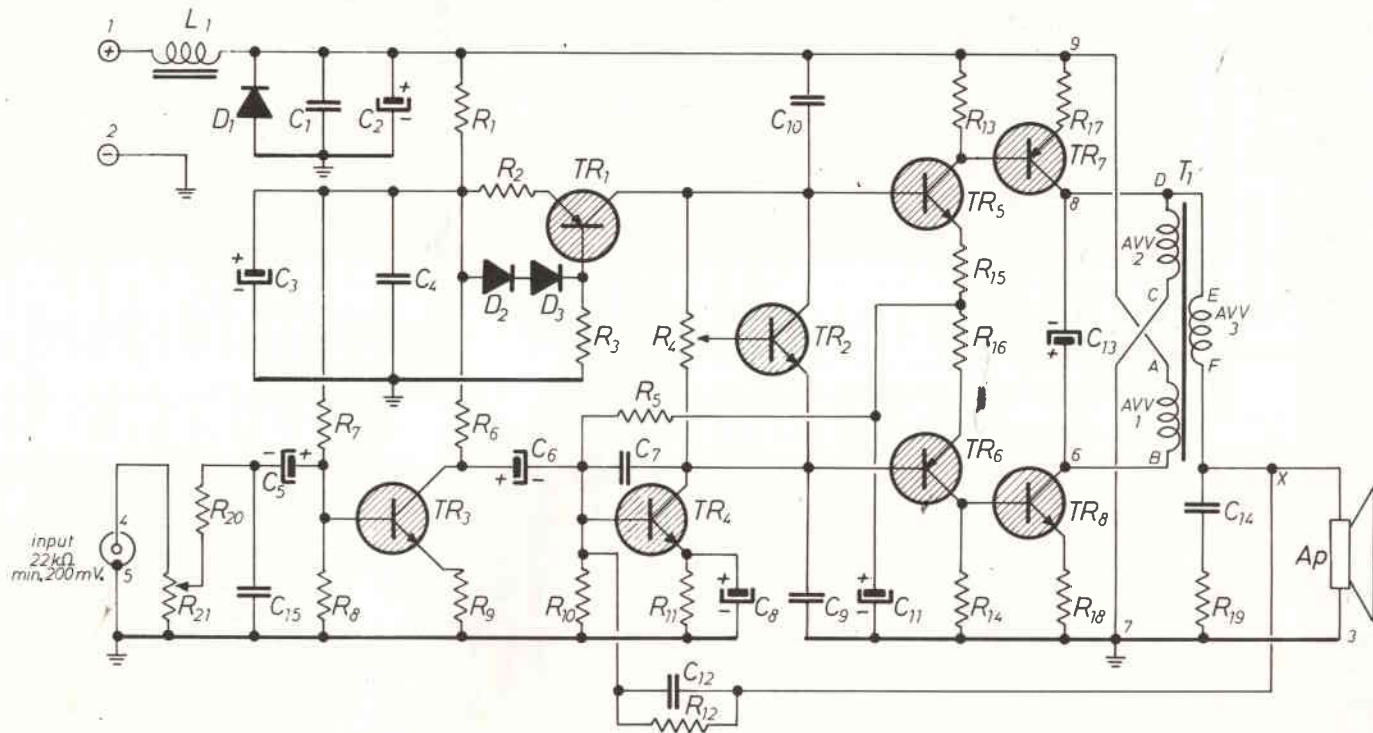 1
L1
+
D1
C1
+
C2
-
R1
2
-
C10
R13
9
R17
TR7
R2
TR1
TR5
D
T1
8
AVV
2
+
C3
-
C4
D2
D3
R3
R4
TR2
R15
R16
-
C13
+
C
A
E
AVV
3
F
R5
AVV
1
B
R7
R6
C6
+ -
C7
TR6
6
X
- +
C5
R20
TR3
TR4
TR8
C14
input
22kΩ
min. 200mV.
4
5
R21
C15
R8
R9
R10
R11
+
C8
-
C9
+
C11
-
R14
R18
R19
Ap
7
3
C12
R12